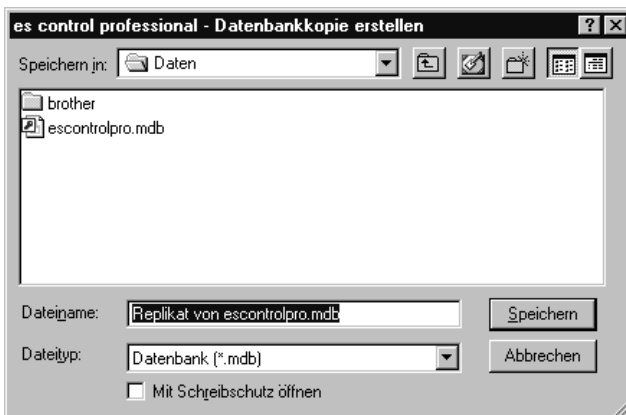 es control professional - Datenbankkopie erstellen
Speichern in: Daten
brother
escontrolpro.mdb
Dateiname: Replikat von escontrolpro.mdb Speichern
Dateityp: Datenbank (*.mdb) Abbrechen
Mit Schreibschutz öffnen